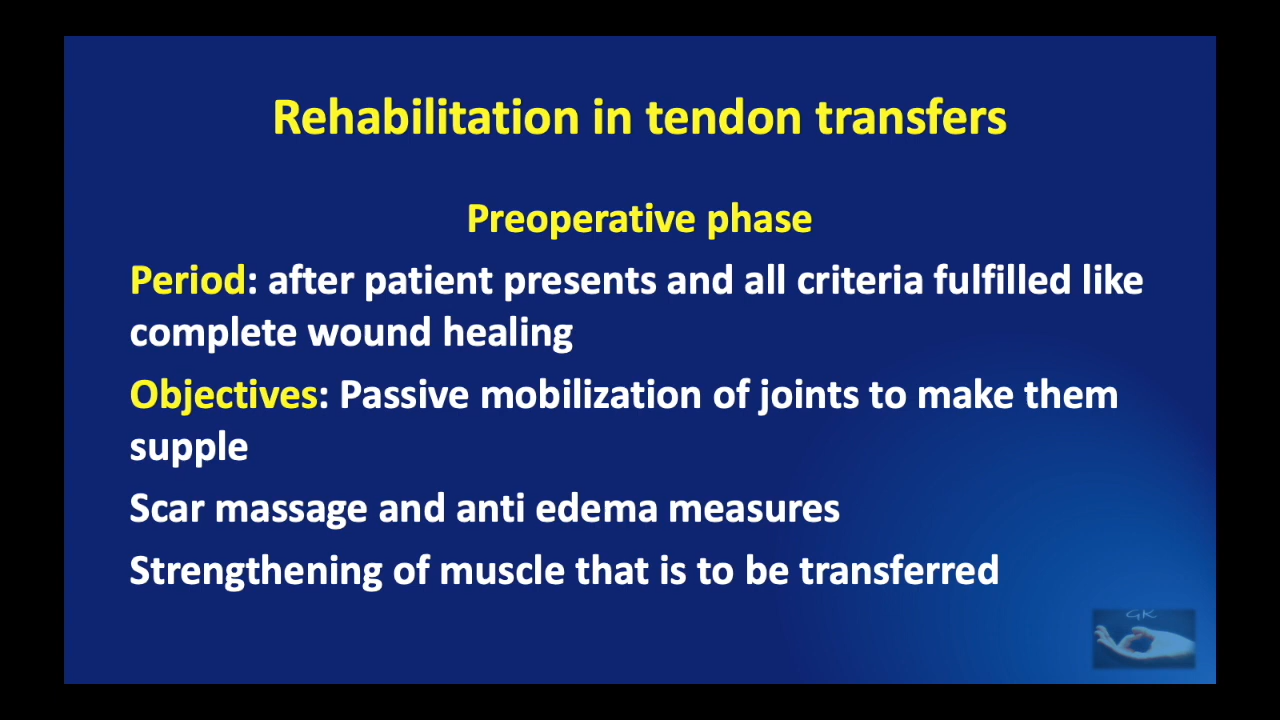 Rehabilitation in tendon transfers
Preoperative phase
Period: after patient presents and all criteria fulfilled like
complete wound healing
Objectives: Passive mobilization of joints to make them
supple
Scar massage and anti edema measures
Strengthening of muscle that is to be transferred
GK